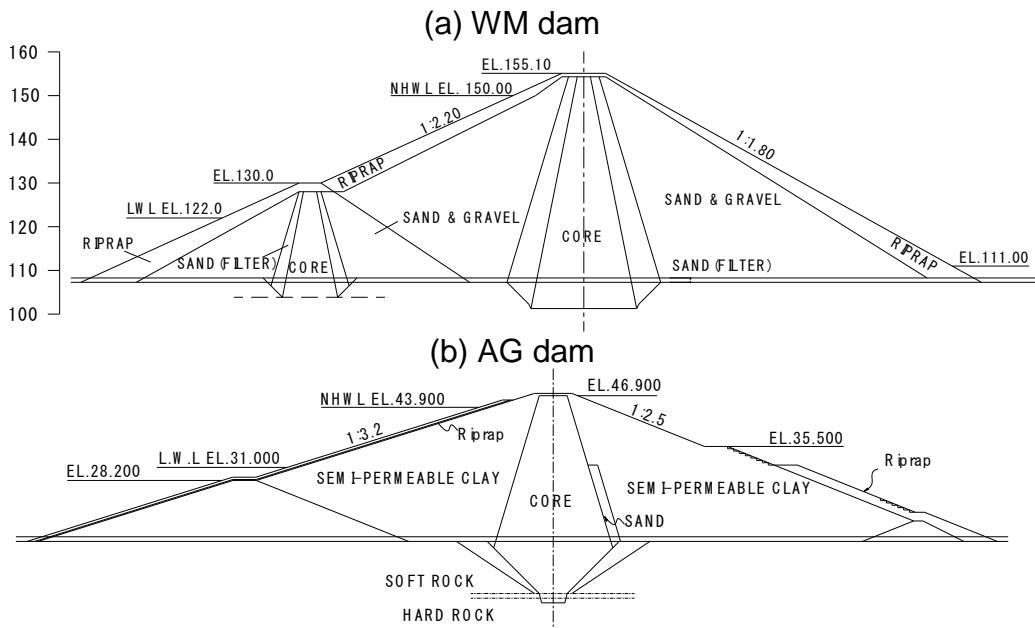 (a) WM dam
160
EL.155.10
150
NHWL EL. 150.00
140
1:2.20
1:1.80
130
EL.130.0
RIPRAP
120
LWL EL.122.0
SAND & GRAVEL
SAND & GRAVEL
RIPRAP
CORE
110
SAND(FILTER)
CORE
SAND(FILTER)
RIPRAP
EL.111.00
100
(b) AG dam
NHWL EL.43.900
EL.46.900
1:3.2
Riprap
1:2.5
EL.35.500
L.W.L EL.31.000
EL.28.200
SEMI-PERMEABLE CLAY
CORE
SEMI-PERMEABLE CLAY
Riprap
SAND
SOFT ROCK
HARD ROCK